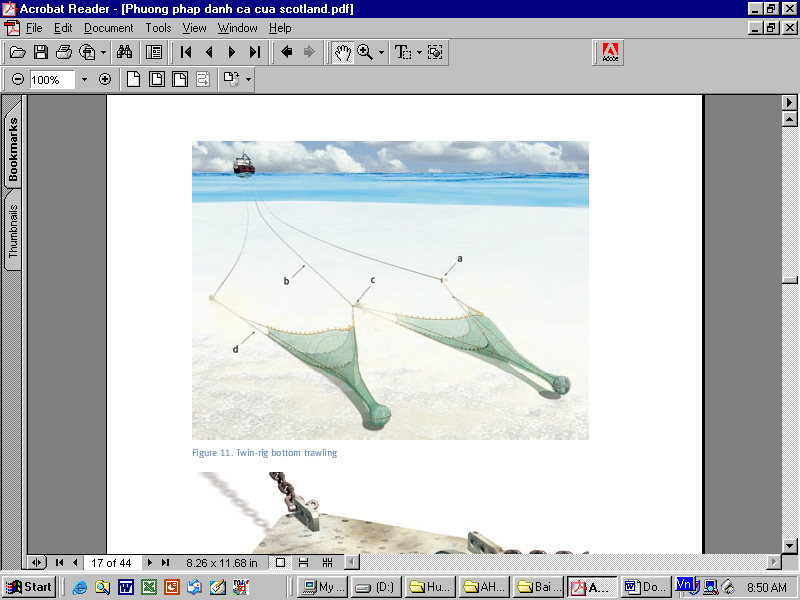 Acrobat Reader - [Phuong phap danh ca cua scotland.pdf]
File Edit Document Tools View Window Help
Adobe
100%
Bookmarks
Thumbnails
a
b
c
d
Figure 11. Twin-rig bottom trawling
17 of 44
8.26 x 11.68 in
Start
My ...
(D:)
Hu...
AH...
Bai ...
A...
Do...
Vn
8:50 AM